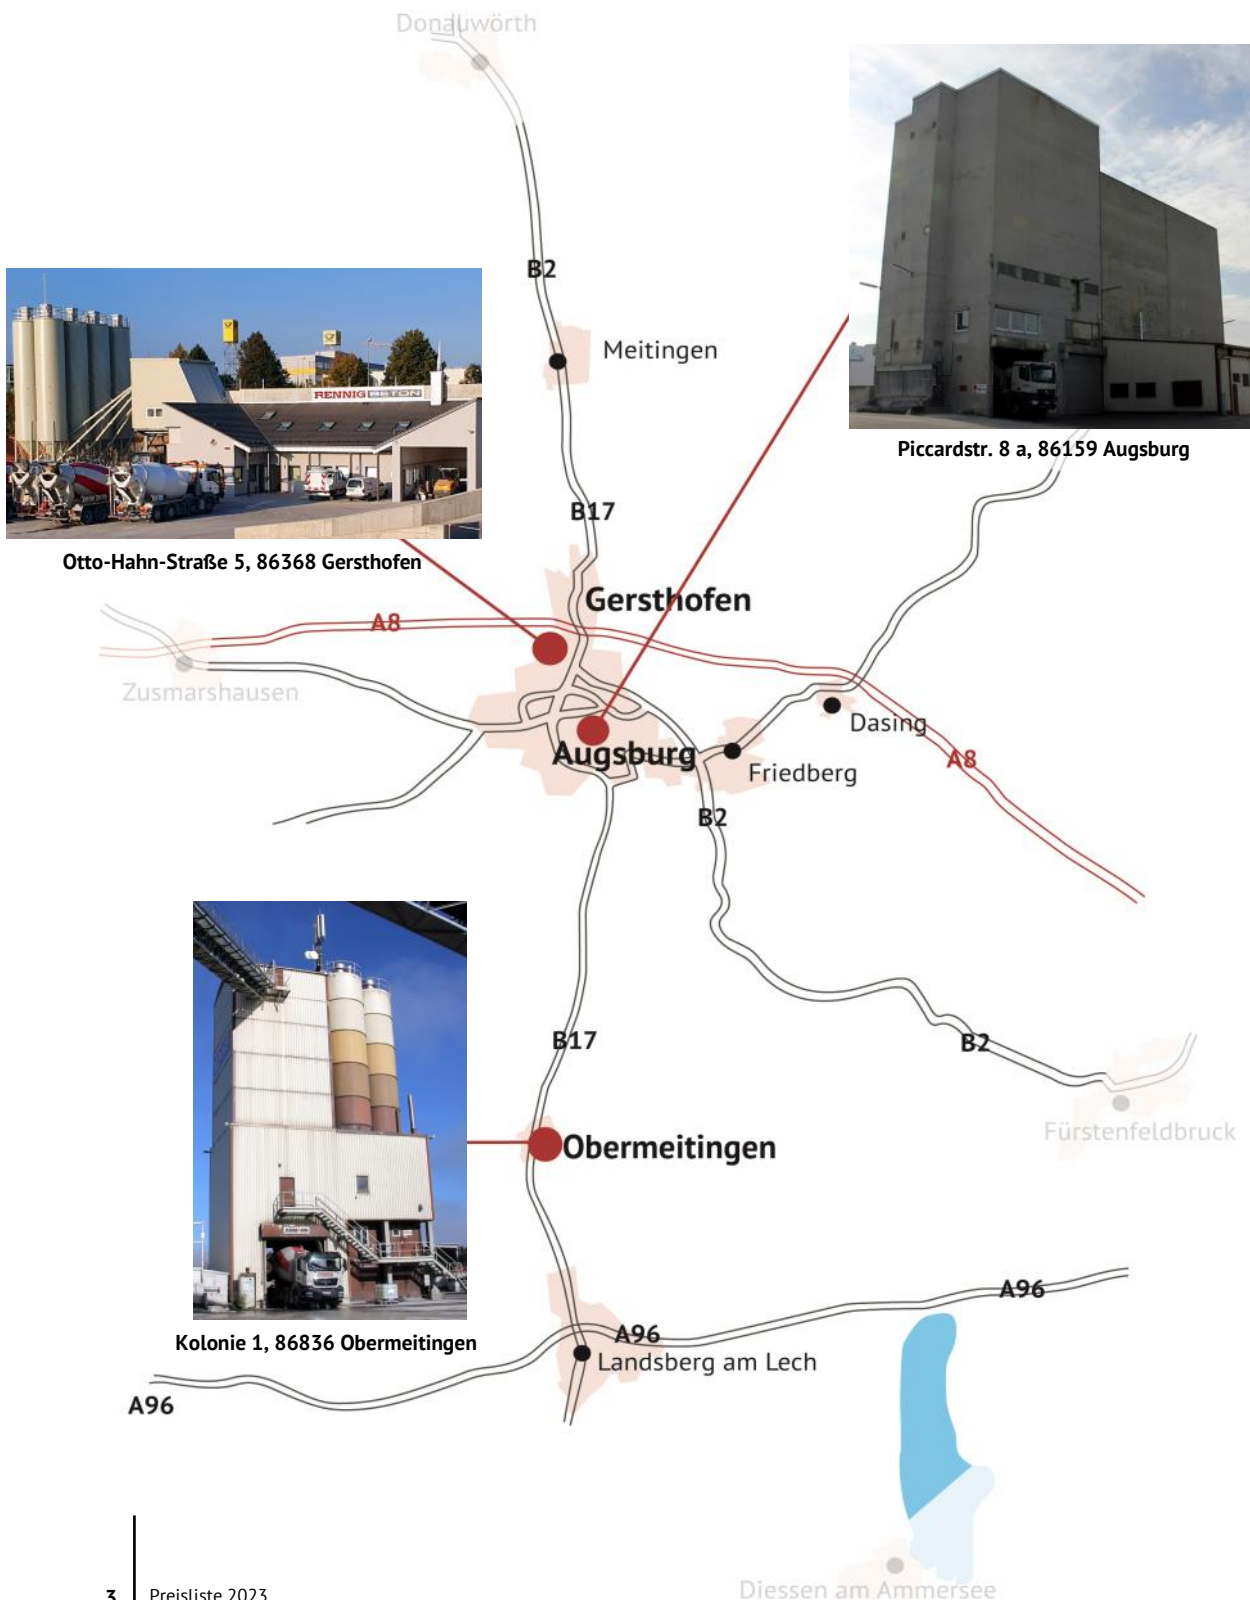 Donauwörth
B2
Meitingen
RENNIG BETON
Piccardstr. 8 a, 86159 Augsburg
B17
Otto-Hahn-Straße 5, 86368 Gersthofen
Gersthofen
A8
Zusmarshausen
Dasing
Augsburg
Friedberg
A8
B2
B17
B2
Fürstenfeldbruck
Obermeitingen
A96
A96
Kolonie 1, 86836 Obermeitingen
Landsberg am Lech
A96
Diessen am Ammersee
3 Preisliste 2023